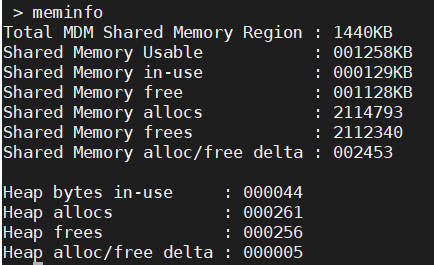 > meminfo
Total MDM Shared Memory Region : 1440KB
Shared Memory Usable           : 001258KB
Shared Memory in-use           : 000129KB
Shared Memory free             : 001128KB
Shared Memory allocs           : 2114793
Shared Memory frees            : 2112340
Shared Memory alloc/free delta : 002453
Heap bytes in-use     : 000044
Heap allocs           : 000261
Heap frees            : 000256
Heap alloc/free delta : 000005